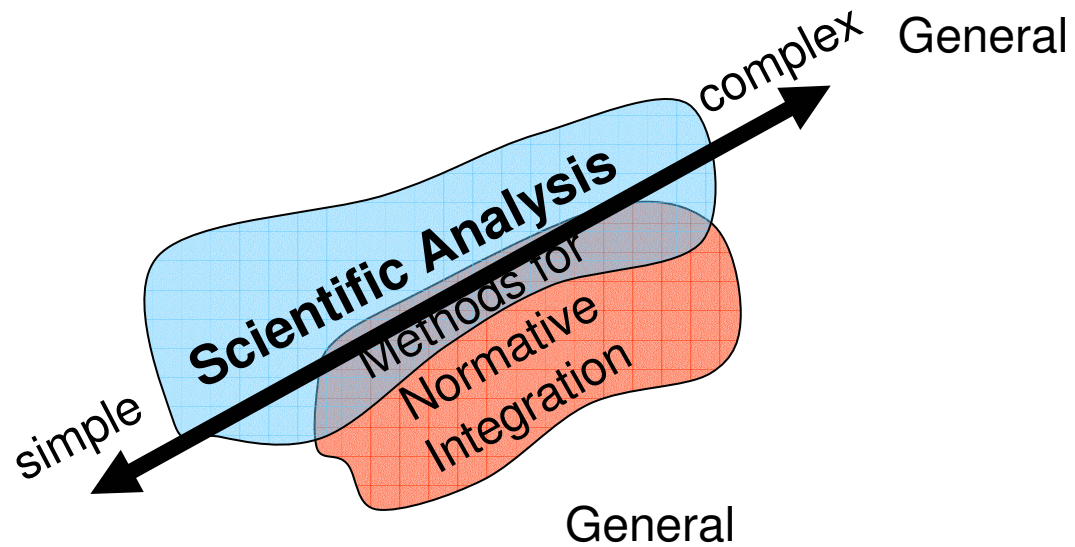 General
complex
Scientific Analysis
Methods for
Normative
Integration
simple
General